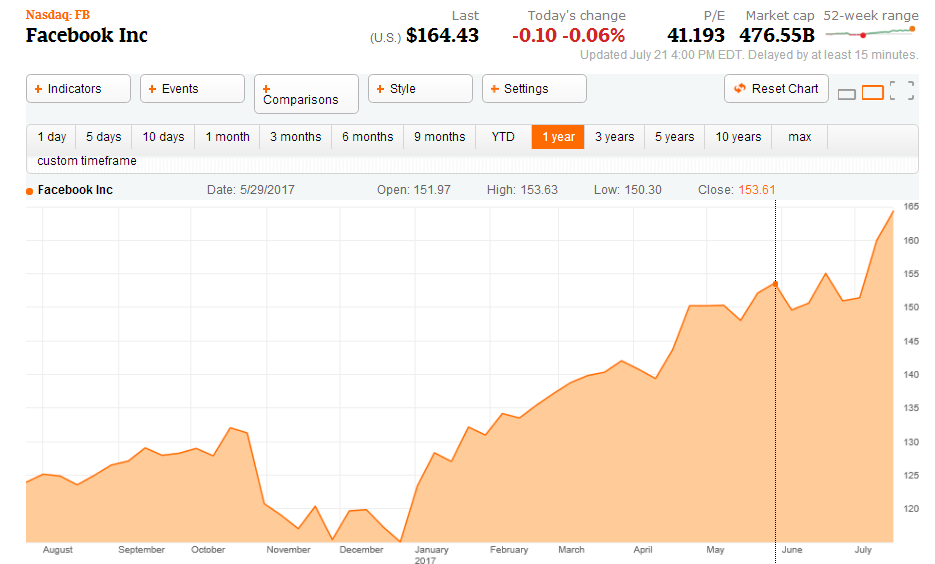 Nasdaq: FB
Facebook Inc
Last
(U.S.) $164.43
Today's change
-0.10 -0.06%
P/E
41.193
Market cap
476.55B
52-week range
Updated July 21 4:00 PM EDT. Delayed by at least 15 minutes.
+ Indicators
+ Events
+ Comparisons
+ Style
+ Settings
Reset Chart
1 day 5 days 10 days 1 month 3 months 6 months 9 months YTD 1 year 3 years 5 years 10 years max
custom timeframe
Facebook Inc Date: 5/29/2017 Open: 151.97 High: 153.63 Low: 150.30 Close: 153.61
165
160
155
150
145
140
135
130
125
120
August September October November December January February March April May June July
2017